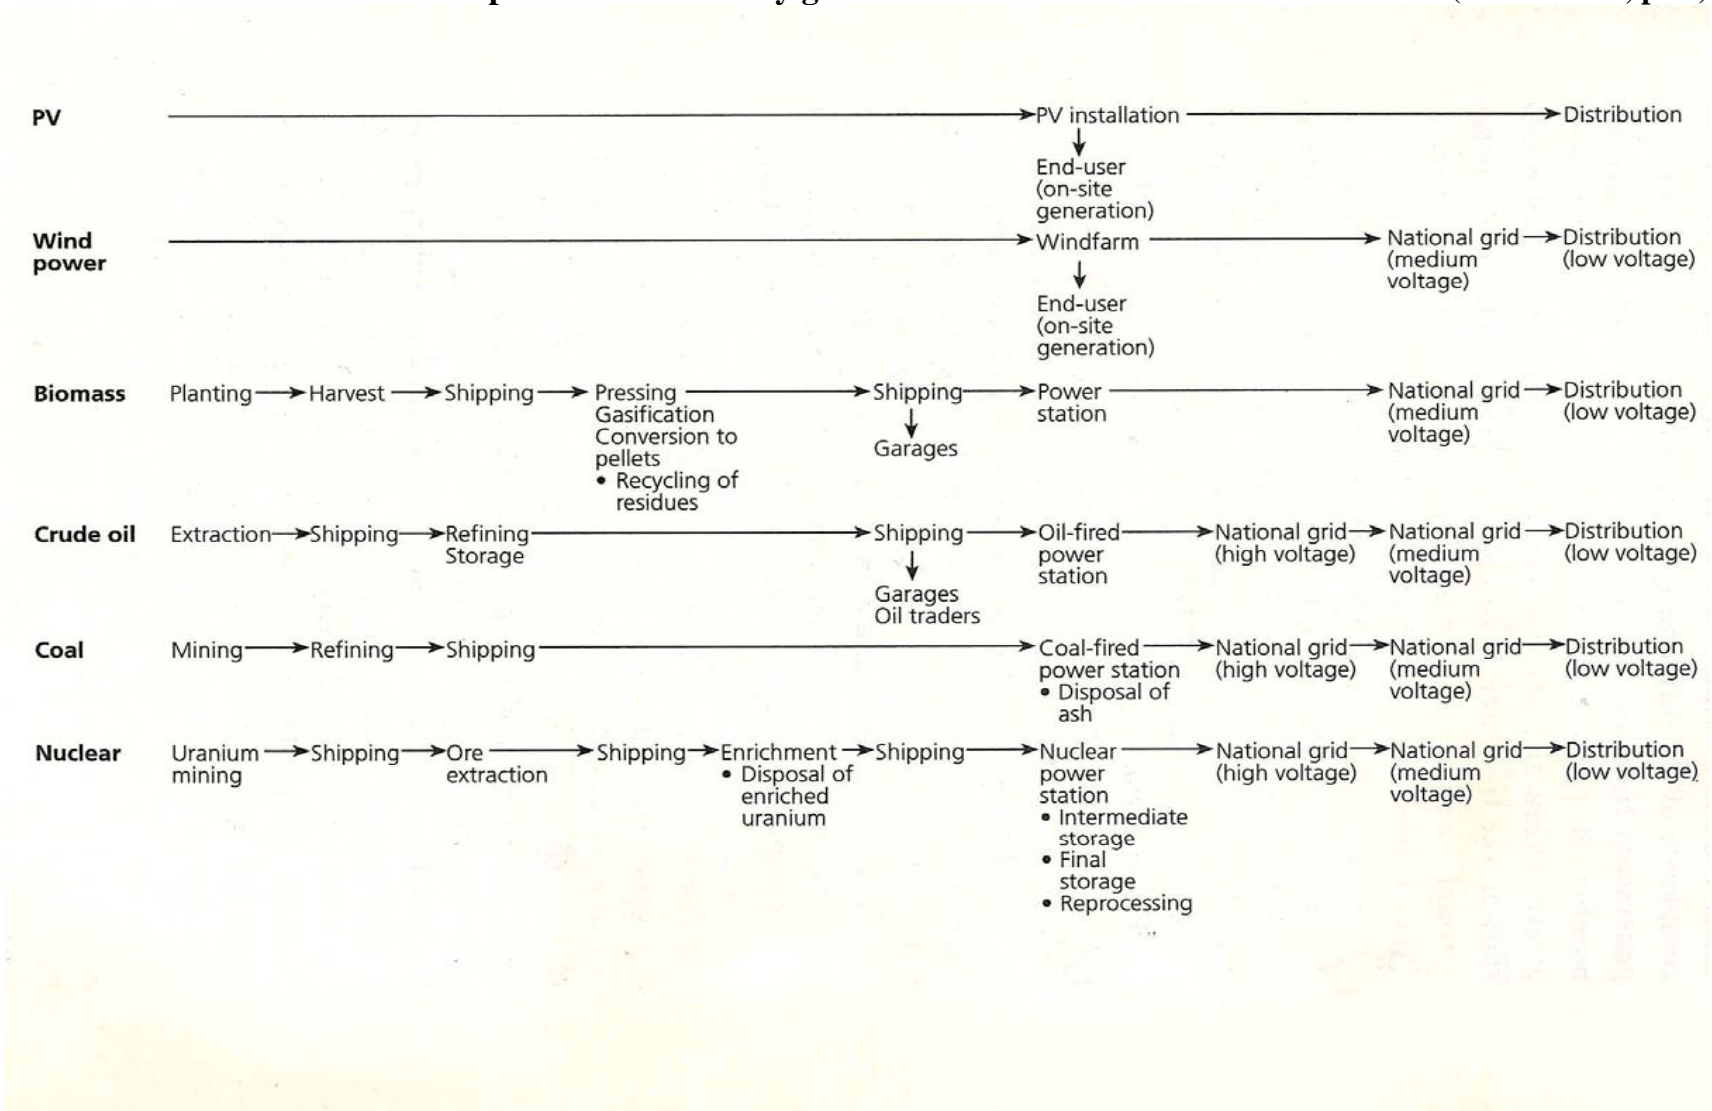 PV
PV installation
Distribution
End-user
(on-site
generation)
Wind
power
Windfarm
National grid
(medium
voltage)
Distribution
(low voltage)
End-user
(on-site
generation)
Biomass
Planting
Harvest
Shipping
Pressing
Gasification
Conversion to
pellets
• Recycling of
residues
Shipping
Garages
Power
station
National grid
(medium
voltage)
Distribution
(low voltage)
Crude oil
Extraction
Shipping
Refining
Storage
Shipping
Garages
Oil traders
Oil-fired
power
station
National grid
(high voltage)
National grid
(medium
voltage)
Distribution
(low voltage)
Coal
Mining
Refining
Shipping
Coal-fired
power station
• Disposal of
ash
National grid
(high voltage)
National grid
(medium
voltage)
Distribution
(low voltage)
Nuclear
Uranium
mining
Shipping
Ore
extraction
Shipping
Enrichment
• Disposal of
enriched
uranium
Shipping
Nuclear
power
station
• Intermediate
storage
• Final
storage
• Reprocessing
National grid
(high voltage)
National grid
(medium
voltage)
Distribution
(low voltage)